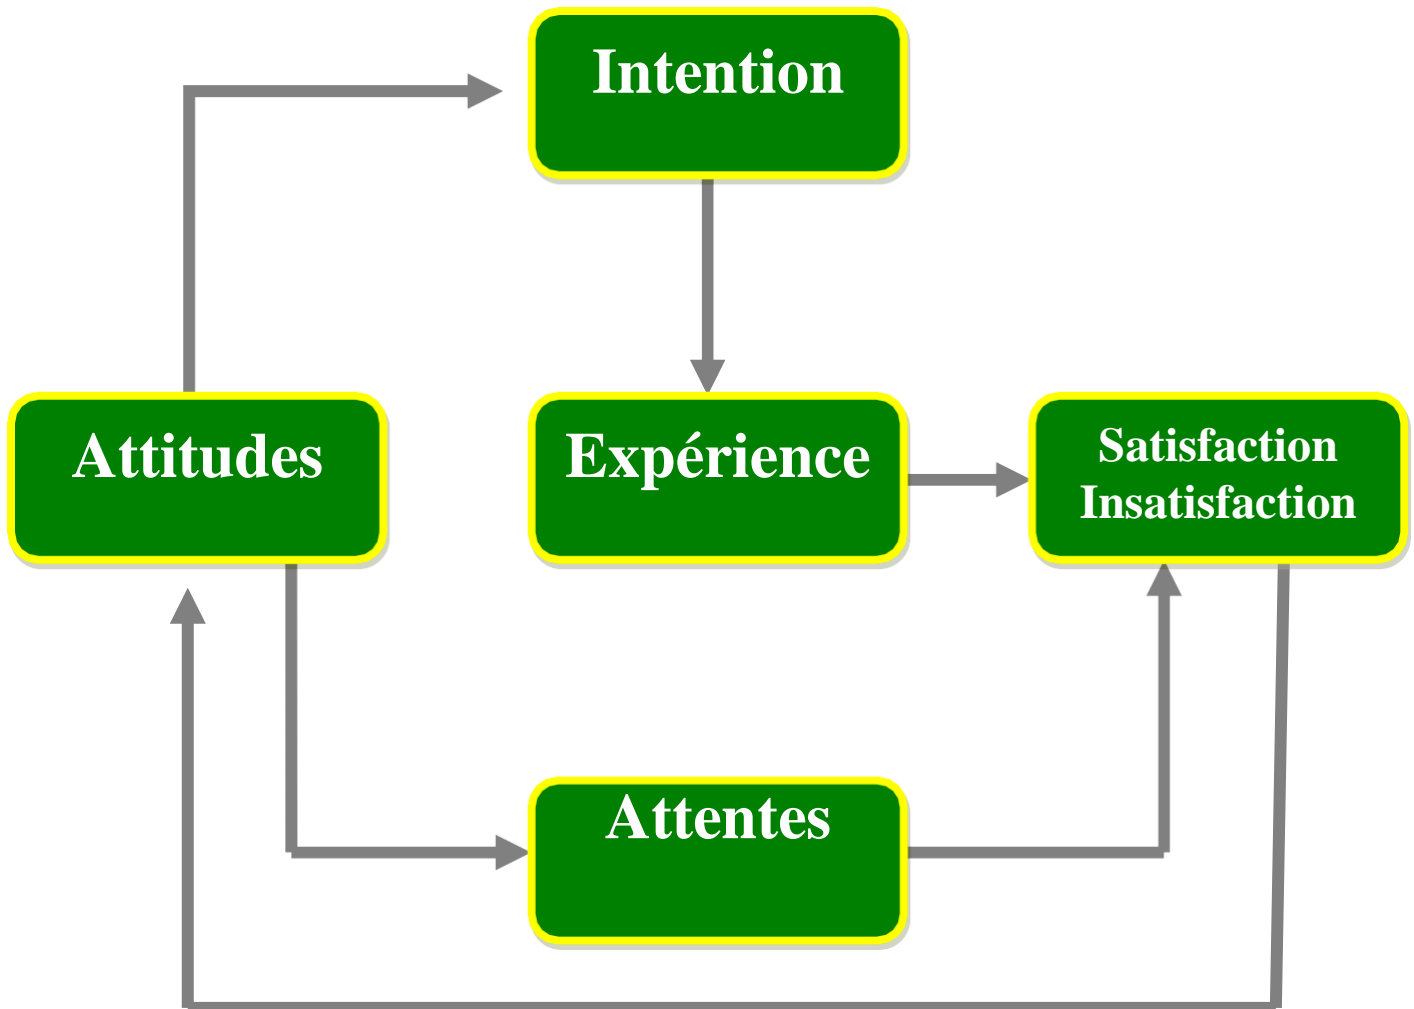 Intention
Attitudes
Expérience
Satisfaction
Insatisfaction
Attentes